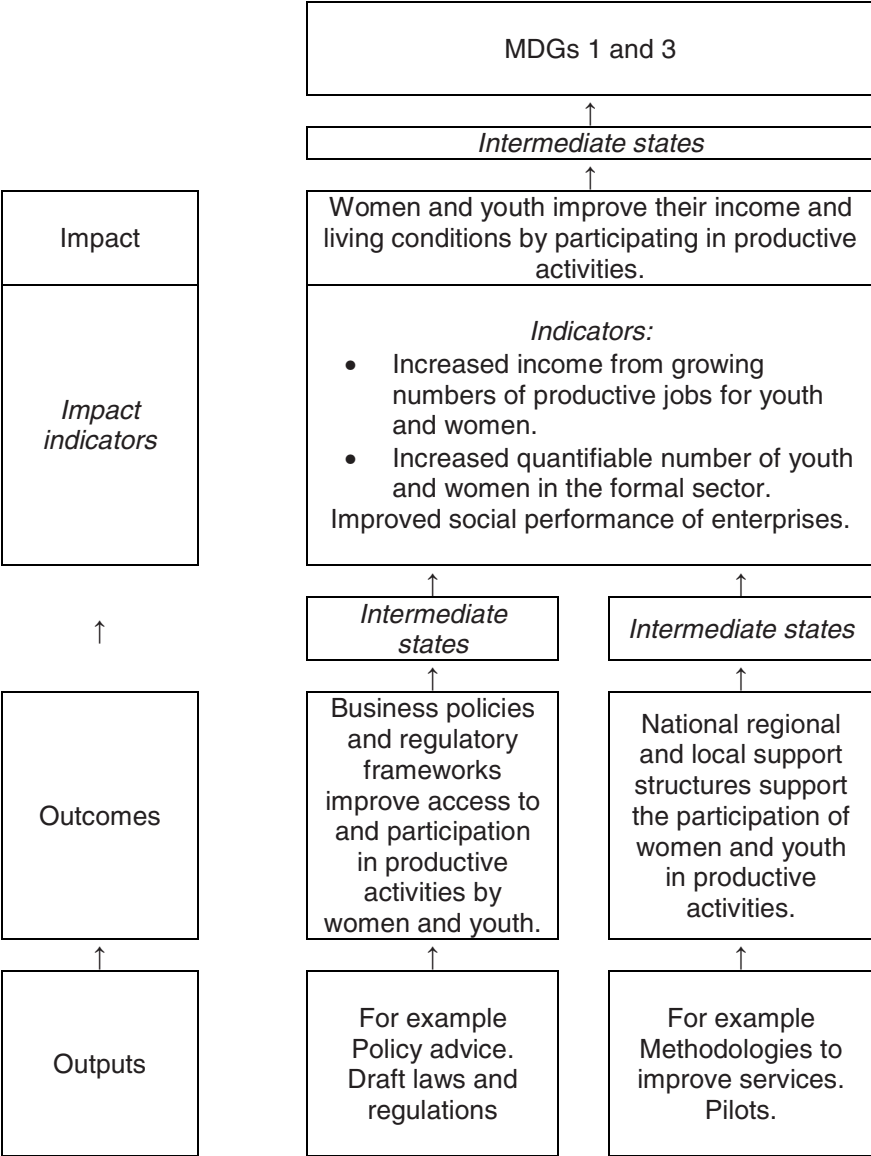 MDGs 1 and 3
↑
Intermediate states
↑
Impact
Women and youth improve their income and
living conditions by participating in productive
activities.
Impact
indicators
Indicators:
• Increased income from growing
numbers of productive jobs for youth
and women.
• Increased quantifiable number of youth
and women in the formal sector.
Improved social performance of enterprises.
↑ ↑
↑
Intermediate
states
Intermediate states
↑ ↑
Outcomes
Business policies
and regulatory
frameworks
improve access to
and participation
in productive
activities by
women and youth.
National regional
and local support
structures support
the participation of
women and youth
in productive
activities.
↑ ↑ ↑
Outputs
For example
Policy advice.
Draft laws and
regulations
For example
Methodologies to
improve services.
Pilots.